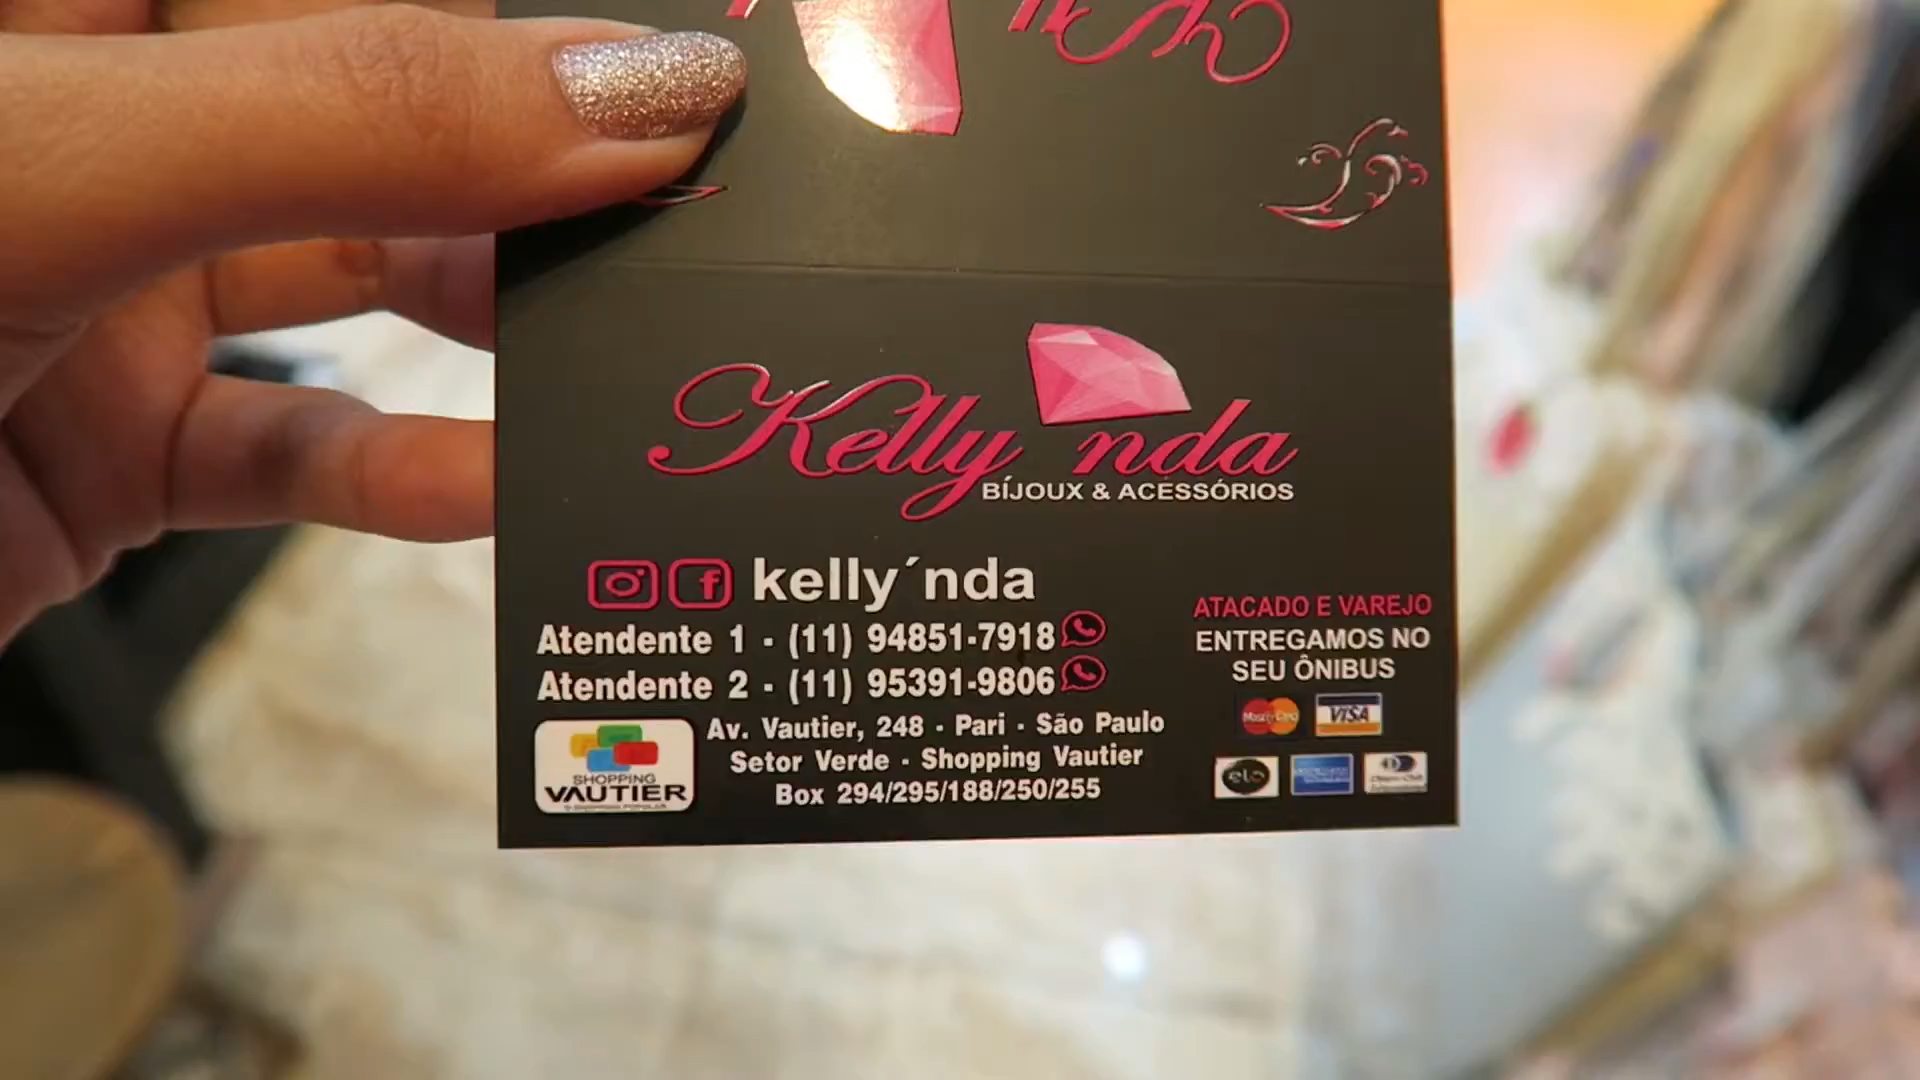 Kelly nda
BÍJOUX & ACESSÓRIOS
kelly´nda
Atendente 1 - (11) 94851-7918
Atendente 2 - (11) 95391-9806
Av. Vautier, 248 - Pari - São Paulo
Setor Verde - Shopping Vautier
Box 294/295/188/250/255
SHOPPING
VAUTIER
ATACADO E VAREJO
ENTREGAMOS NO
SEU ÔNIBUS
MasterCard
VISA
elo